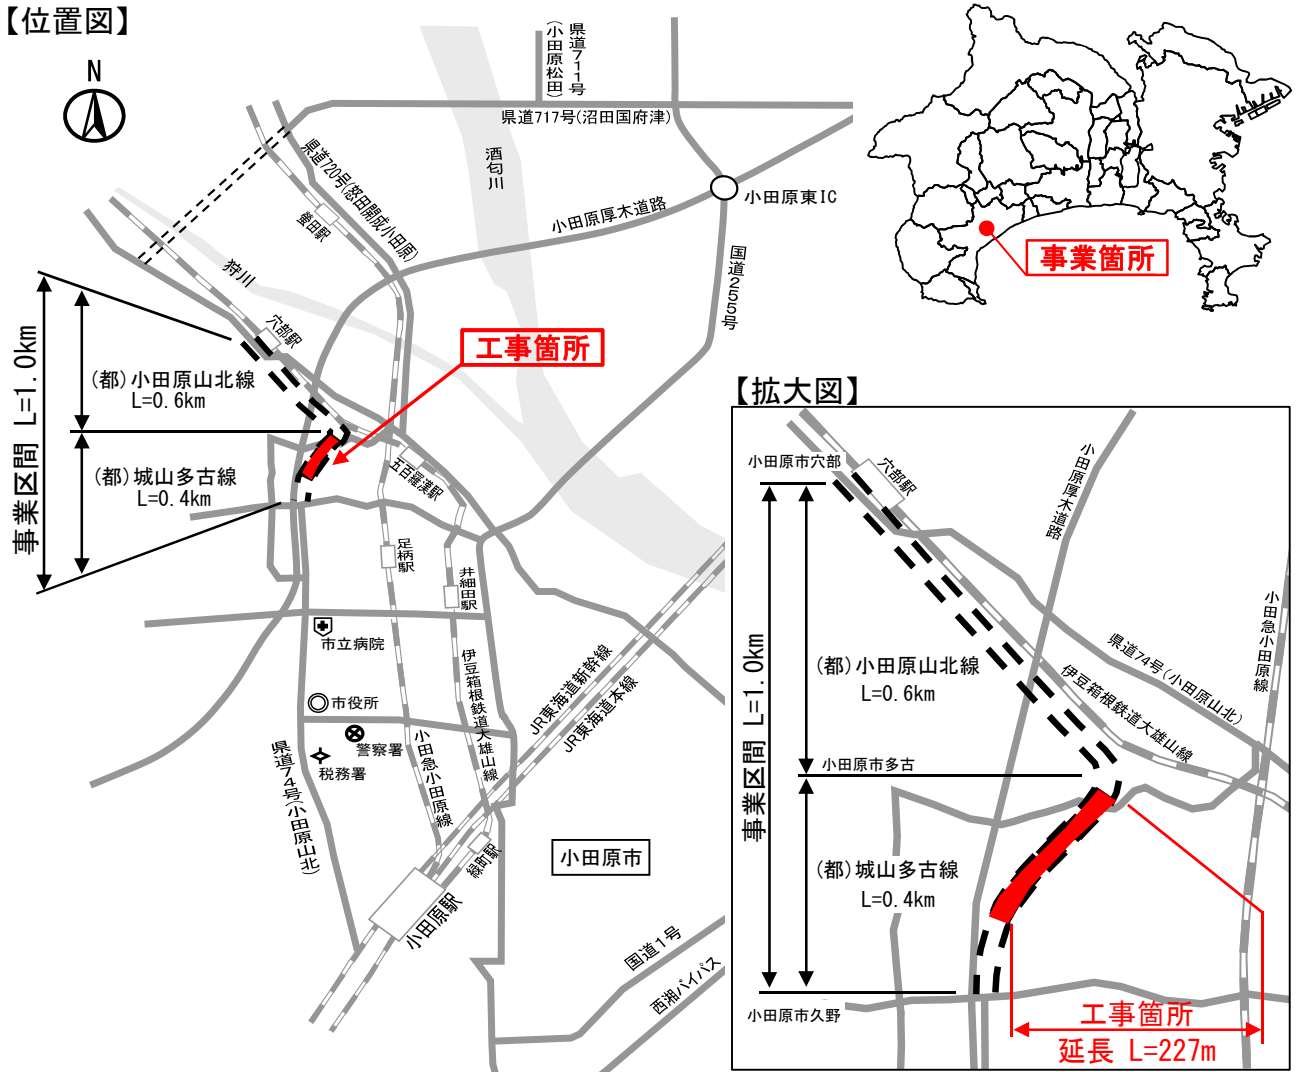 【位置図】
N
県道711号
(小田原松田)
県道717号(沼田国府津)
酒匂川
県道720号(怒田開成小田原)
螢田駅
小田原厚木道路
小田原東IC
国道255号
狩川
穴部駅
事業箇所
工事箇所
事業区間 L=1.0km
(都)小田原山北線
L=0.6km
(都)城山多古線
L=0.4km
五百羅漢駅
足柄駅
井細田駅
市立病院
市役所
警察署
税務署
県道74号(小田原山北)
小田急小田原線
伊豆箱根鉄道大雄山線
JR東海道新幹線
JR東海道本線
緑町駅
小田原駅
小田原市
国道1号
西湘バイパス
【拡大図】
小田原市穴部
穴部駅
小田原厚木道路
小田急小田原線
県道74号(小田原山北)
伊豆箱根鉄道大雄山線
事業区間 L=1.0km
(都)小田原山北線
L=0.6km
小田原市多古
(都)城山多古線
L=0.4km
小田原市久野
工事箇所
延長 L=227m